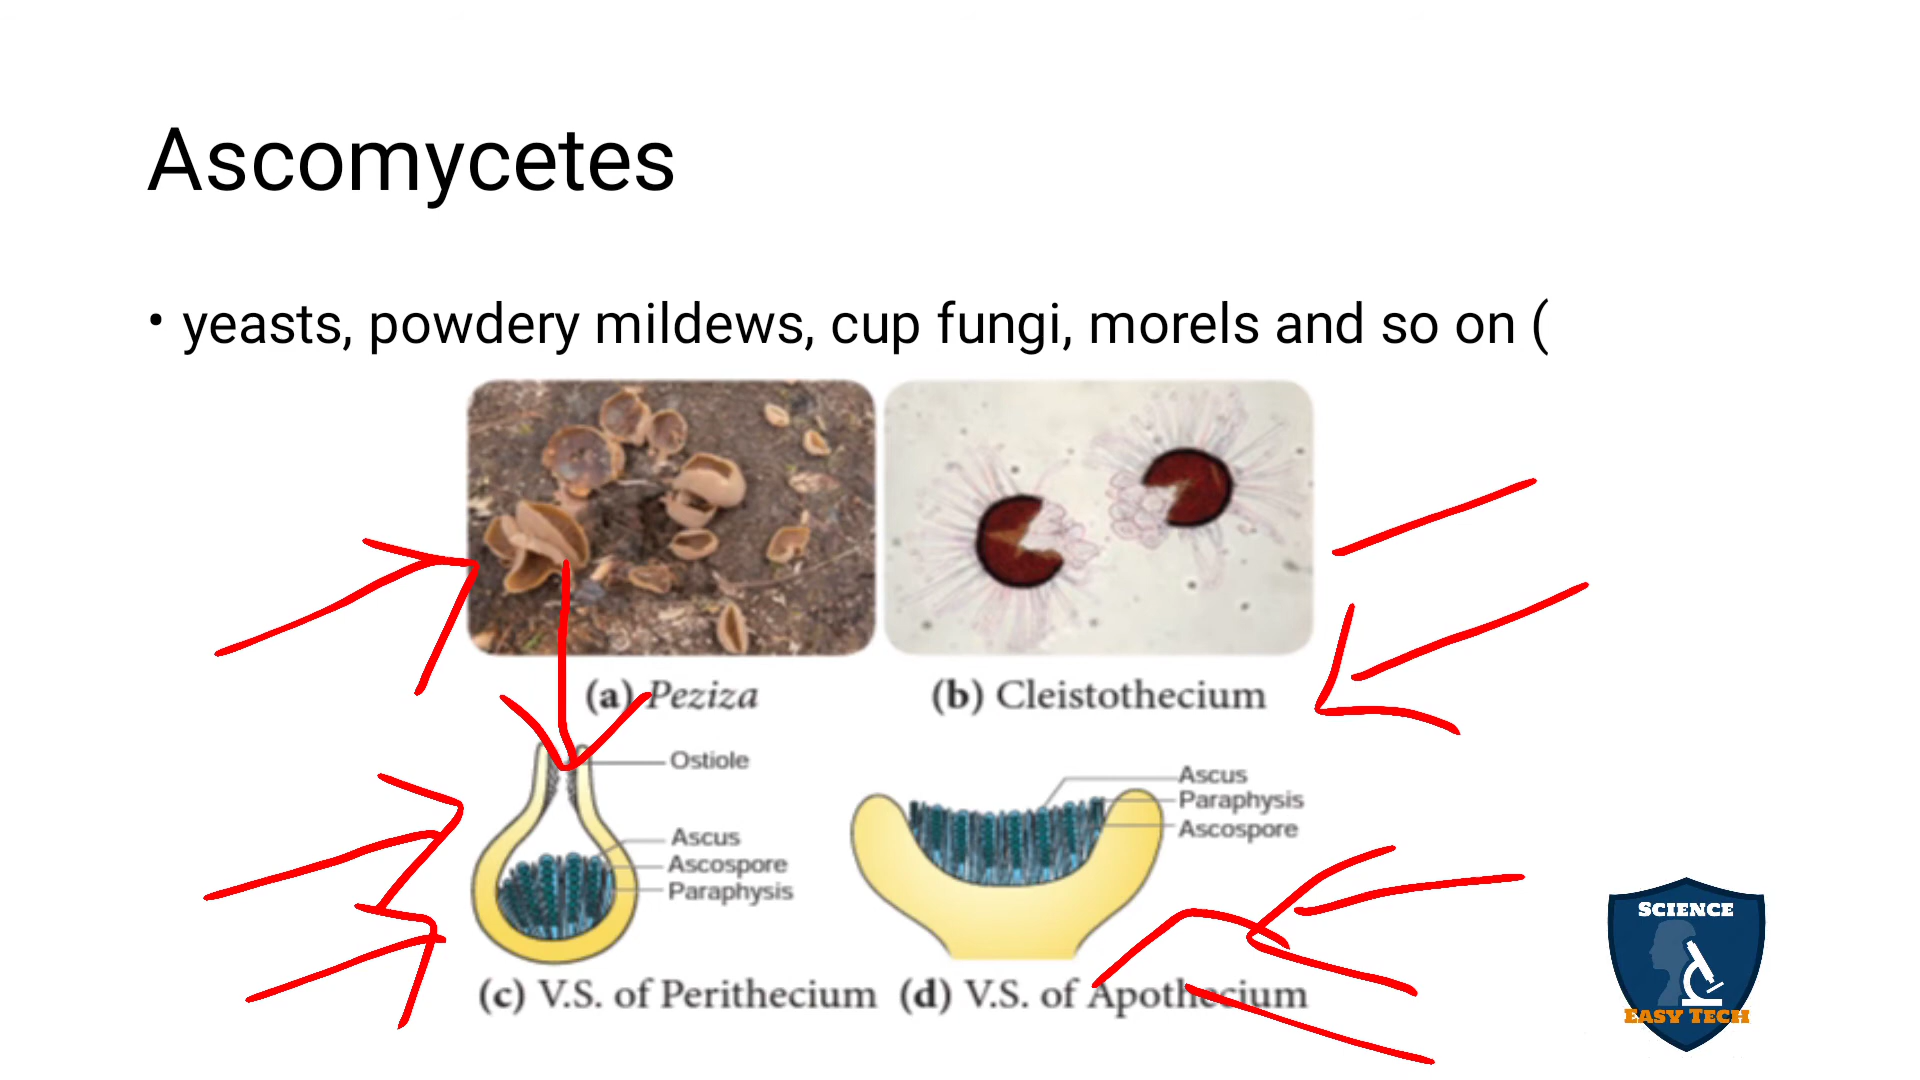 Ascomycetes
• yeasts, powdery mildews, cup fungi, morels and so on (
(a) Peziza
(b) Cleistothecium
Ostiole
Ascus
Ascospore
Paraphysis
Ascus
Paraphysis
Ascospore
(c) V.S. of Perithecium
(d) V.S. of Apothecium
SCIENCE
EASY TECH